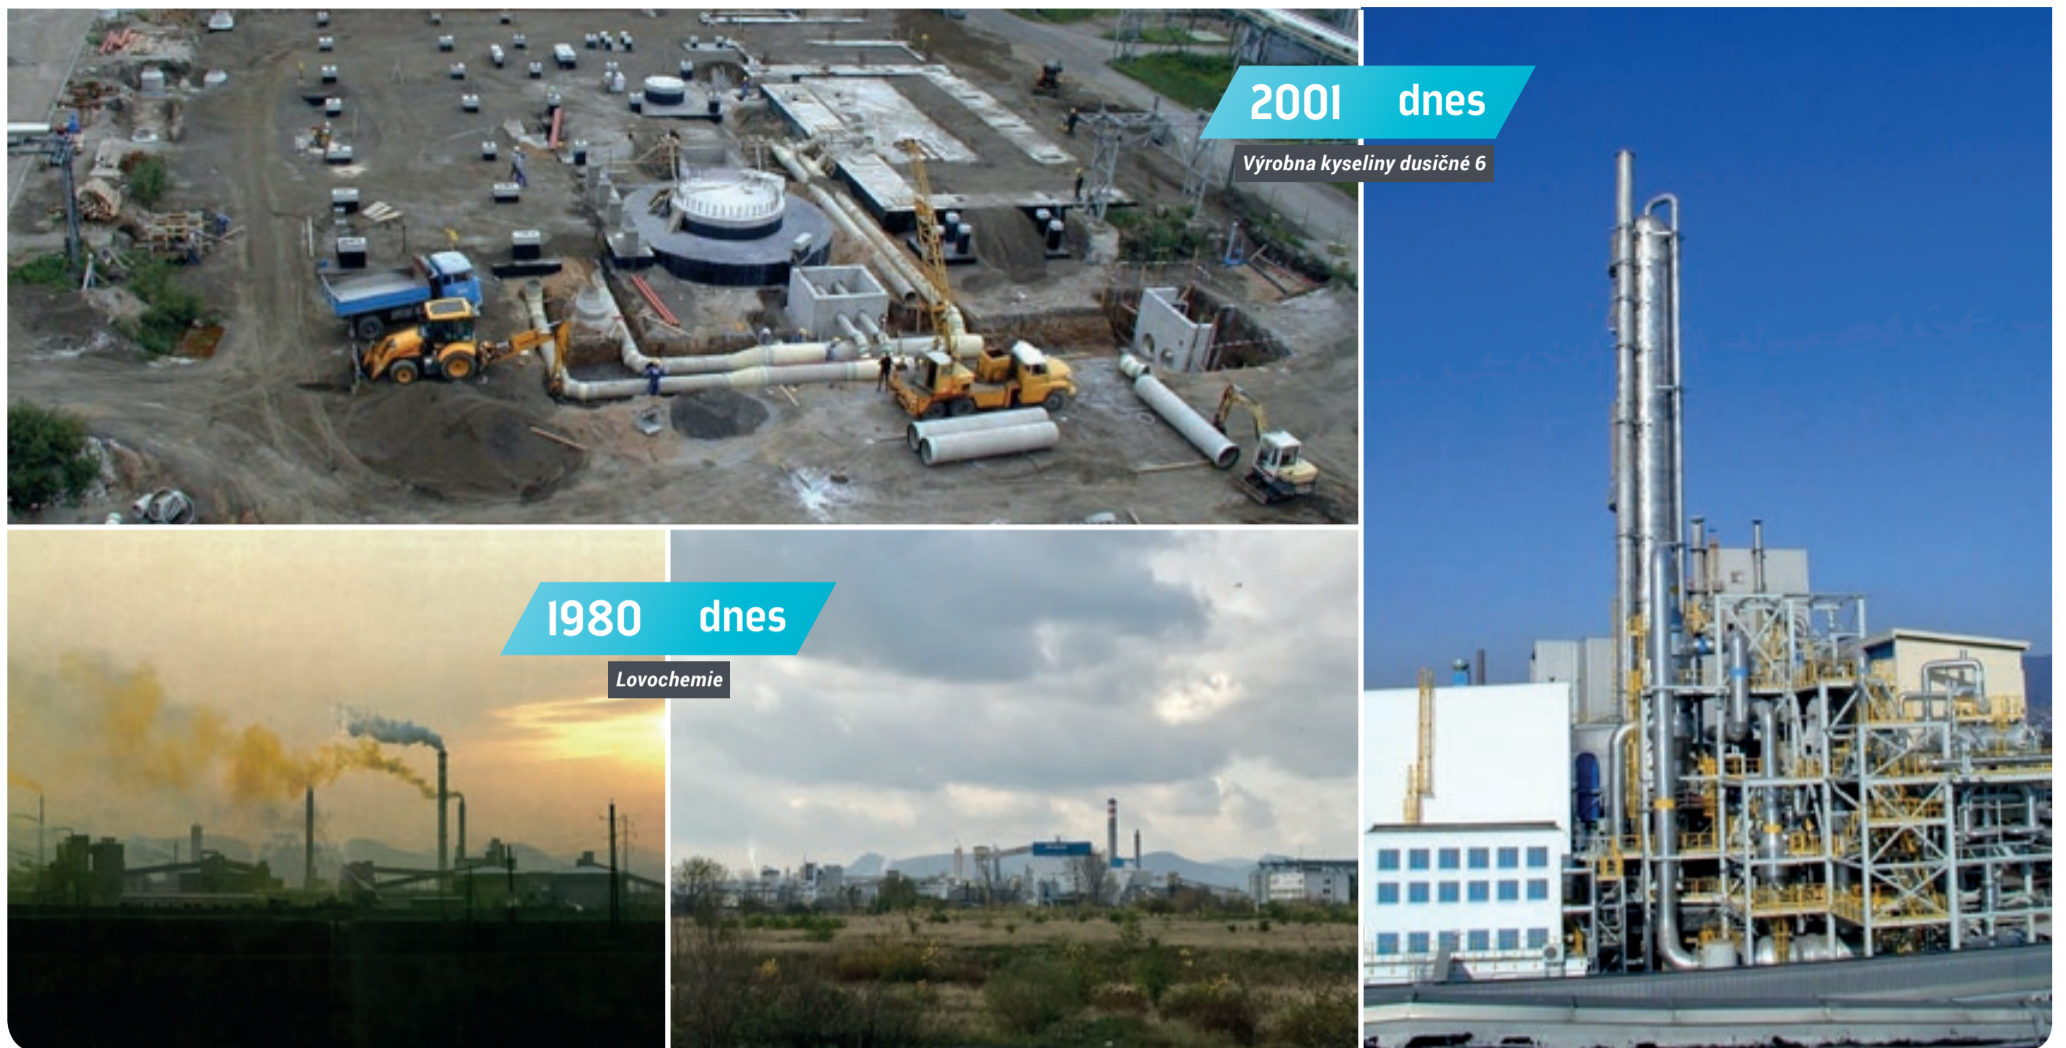 2001 dnes
Výrobna kyseliny dusičné 6
1980 dnes
Lovochemie